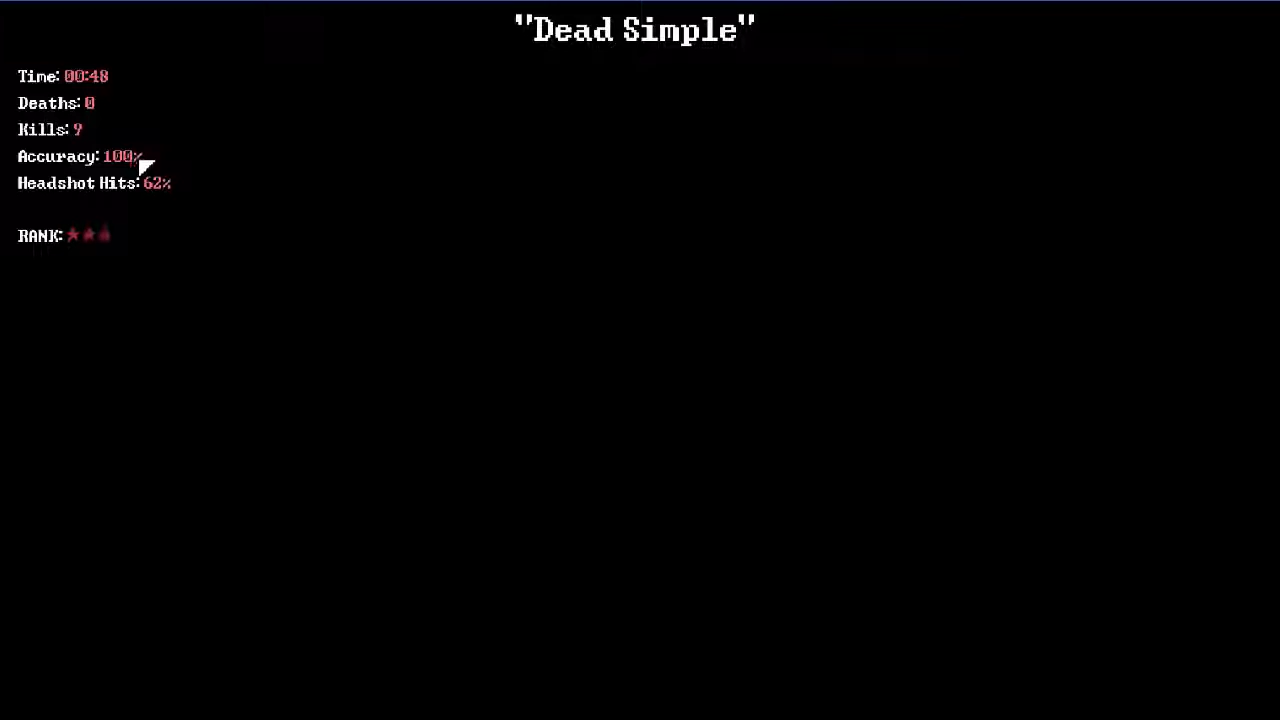 "Dead Simple"
Time: 00:48
Deaths: 0
Kills: 9
Accuracy: 100%
Headshot Hits: 62%
RANK: ★★★